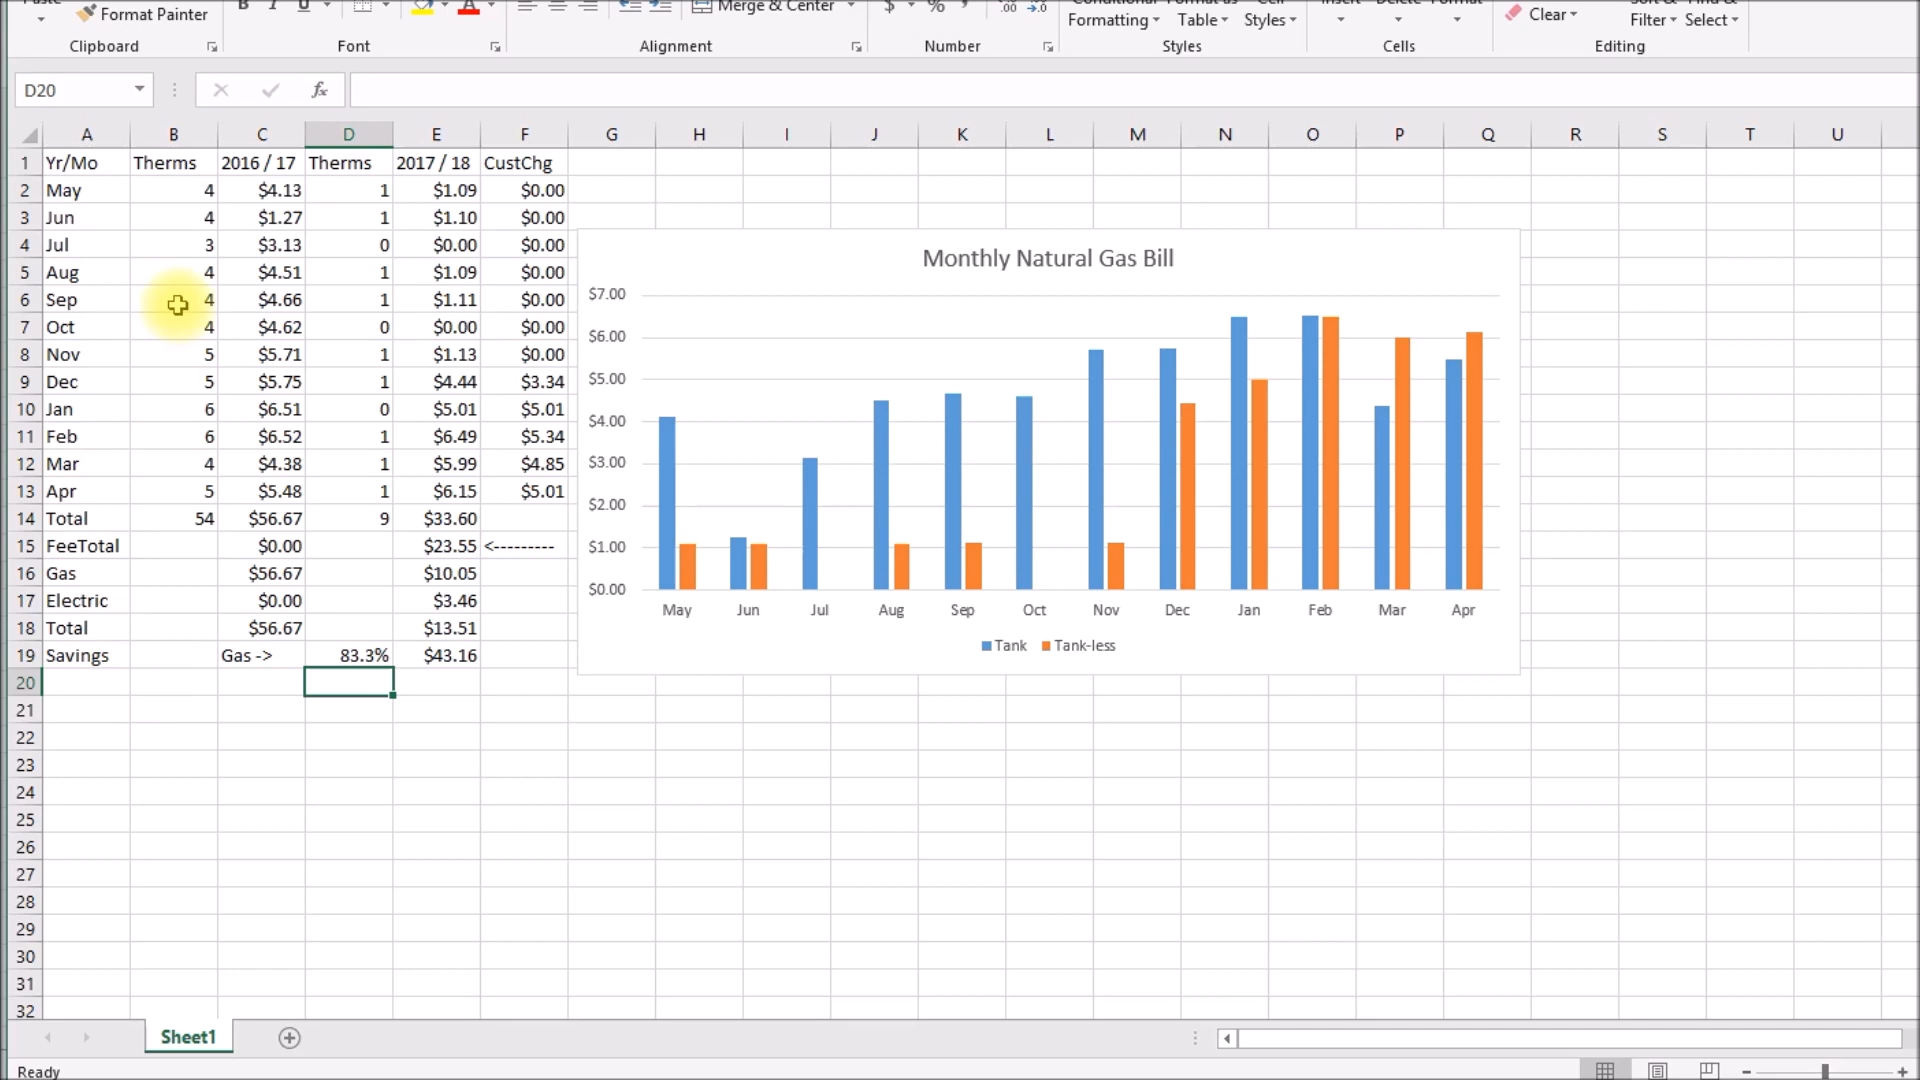 Format Painter
Merge & Center
$ %
Formatting Table Styles
Clear
Filter Select
Clipboard Font Alignment Number Styles Cells Editing
D20 fx
A B C D E F G H I J K L M N O P Q R S T U
1 Yr/Mo Therms 2016 / 17 Therms 2017 / 18 CustChg
2 May 4 $4.13 1 $1.09 $0.00
3 Jun 4 $1.27 1 $1.10 $0.00
4 Jul 3 $3.13 0 $0.00 $0.00
5 Aug 4 $4.51 1 $1.09 $0.00
6 Sep 4 $4.66 1 $1.11 $0.00
7 Oct 4 $4.62 0 $0.00 $0.00
8 Nov 5 $5.71 1 $1.13 $0.00
9 Dec 5 $5.75 1 $4.44 $3.34
10 Jan 6 $6.51 0 $5.01 $5.01
11 Feb 6 $6.52 1 $6.49 $5.34
12 Mar 4 $4.38 1 $5.99 $4.85
13 Apr 5 $5.48 1 $6.15 $5.01
14 Total 54 $56.67 9 $33.60
15 FeeTotal $0.00 $23.55 <---------
16 Gas $56.67 $10.05
17 Electric $0.00 $3.46
18 Total $56.67 $13.51
19 Savings Gas -> 83.3% $43.16
20
21
22
23
24
25
26
27
28
29
30
31
32
Monthly Natural Gas Bill
$7.00
$6.00
$5.00
$4.00
$3.00
$2.00
$1.00
$0.00
May Jun Jul Aug Sep Oct Nov Dec Jan Feb Mar Apr
Tank Tank-less
Sheet1
Ready